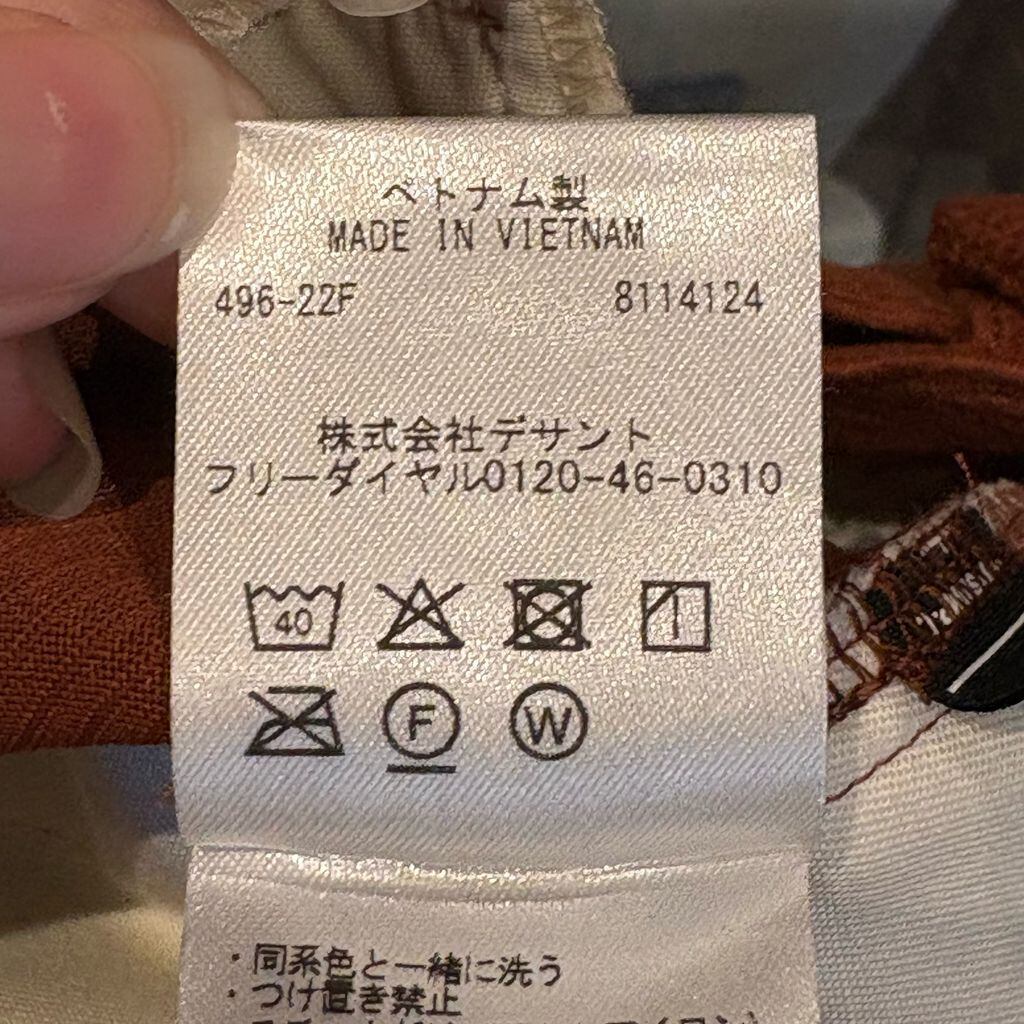 ベトナム製
MADE IN VIETNAM
496-22F 8114124
株式会社デサント
フリーダイヤル0120-46-0310
40
F W
・同系色と一緒に洗う
・つけ置き禁止